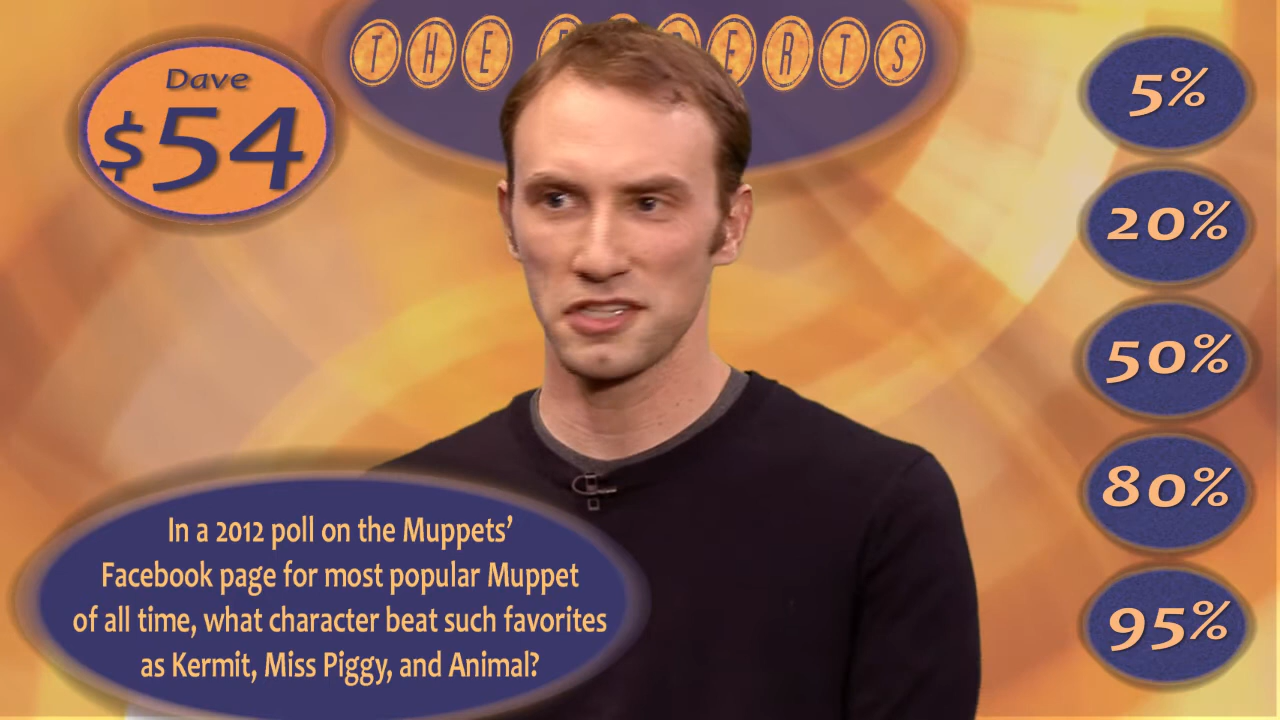 THE
Dave
$54
5%
20%
50%
80%
95%
In a 2012 poll on the Muppets'
Facebook page for most popular Muppet
of all time, what character beat such favorites
as Kermit, Miss Piggy, and Animal?